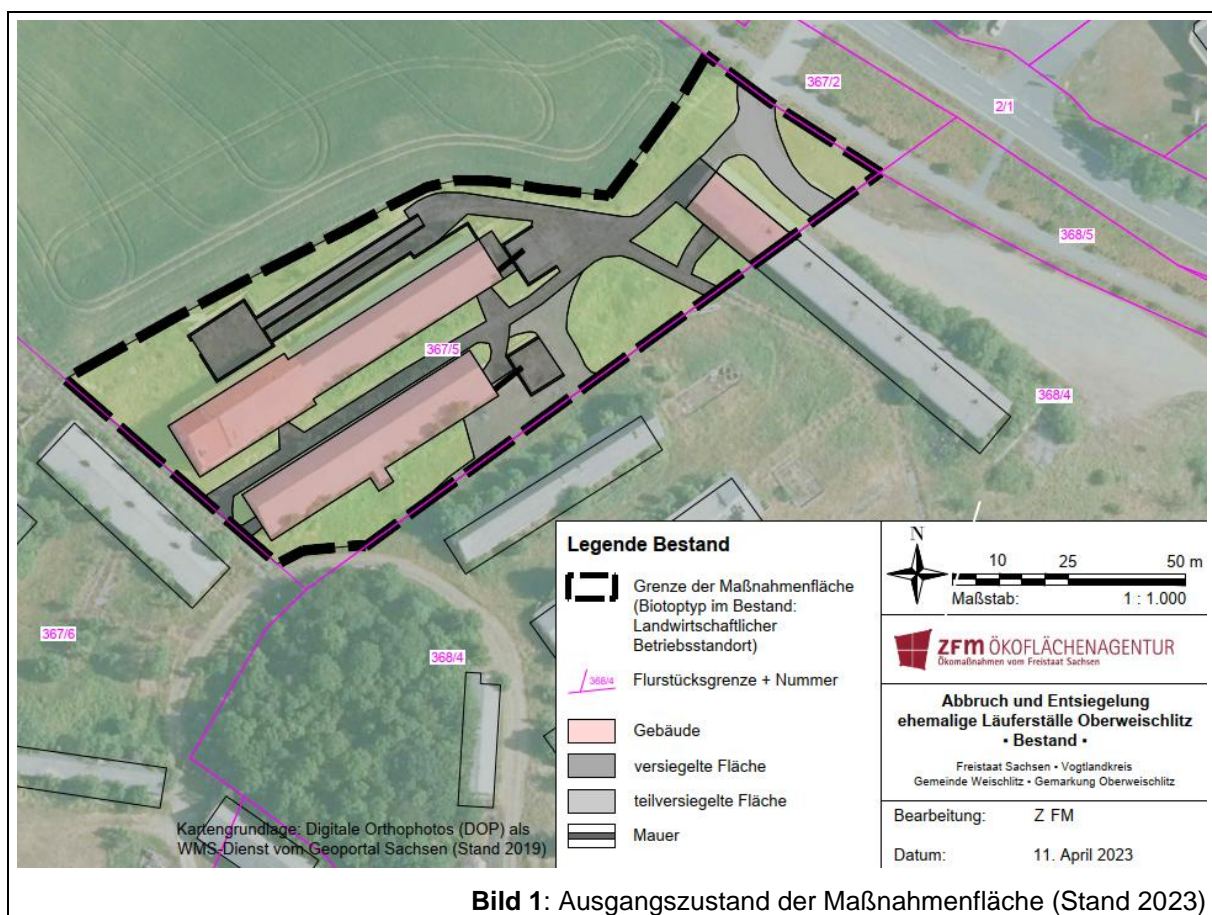 367/2
2/1
368/5
367/5
368/4
367/6
368/4
Kartengrundlage: Digitale Orthophotos (DOP) als
WMS-Dienst vom Geoportal Sachsen (Stand 2019)
Legende Bestand
Grenze der Maßnahmenfläche
(Biotoptyp im Bestand:
Landwirtschaftlicher
Betriebsstandort)
368/4
Flurstücksgrenze + Nummer
Gebäude
versiegelte Fläche
teilversiegelte Fläche
Mauer
N
10 25 50 m
Maßstab: 1 : 1.000
ZFM ÖKOFLÄCHENAGENTUR
Ökomaßnahmen vom Freistaat Sachsen
Abbruch und Entsiegelung
ehemalige Läuferställe Oberweischlitz
▪ Bestand ▪
Freistaat Sachsen ▪ Vogtlandkreis
Gemeinde Weischlitz ▪ Gemarkung Oberweischlitz
Bearbeitung: Z FM
Datum: 11. April 2023
Bild 1: Ausgangszustand der Maßnahmenfläche (Stand 2023)